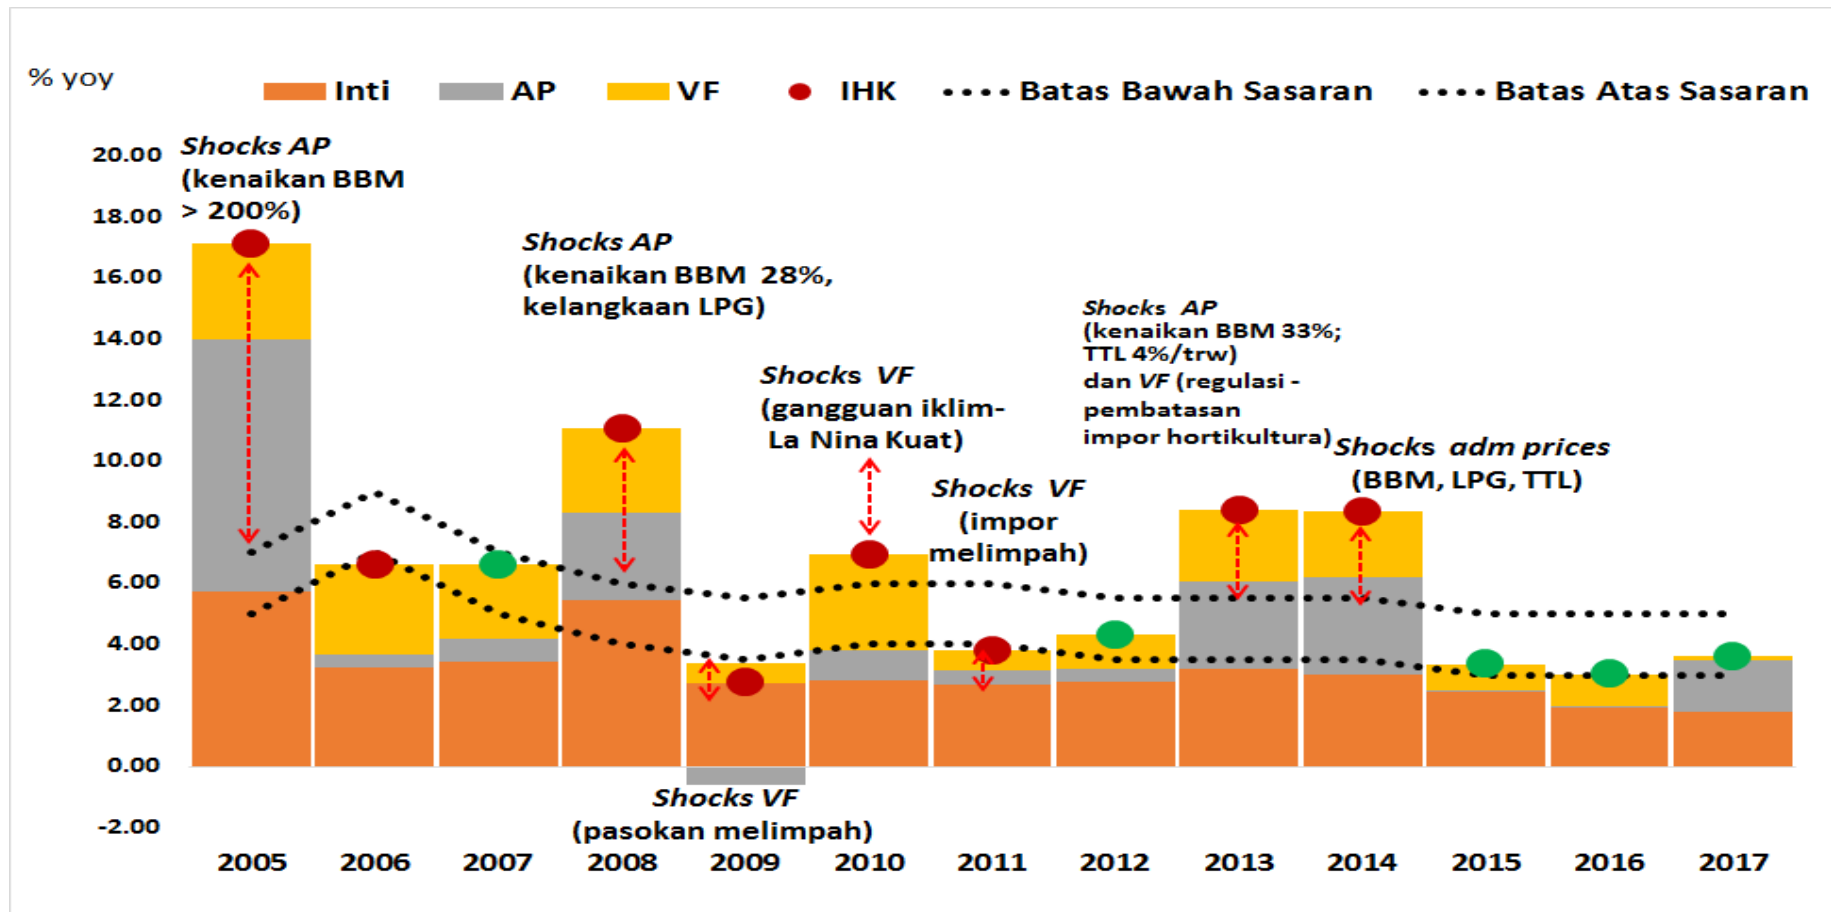 % yoy
Inti AP VF IHK Batas Bawah Sasaran Batas Atas Sasaran
20.00
18.00
16.00
14.00
12.00
10.00
8.00
6.00
4.00
2.00
0.00
-2.00
Shocks AP
(kenaikan BBM
> 200%)
Shocks AP
(kenaikan BBM 28%,
kelangkaan LPG)
Shocks VF
(pasokan melimpah)
Shocks VF
(gangguan iklim-
La Nina Kuat)
Shocks VF
(impor
melimpah)
Shocks AP
(kenaikan BBM 33%;
TTL 4%/trw)
dan VF (regulasi -
pembatasan
impor hortikultura)
Shocks adm prices
(BBM, LPG, TTL)
2005 2006 2007 2008 2009 2010 2011 2012 2013 2014 2015 2016 2017